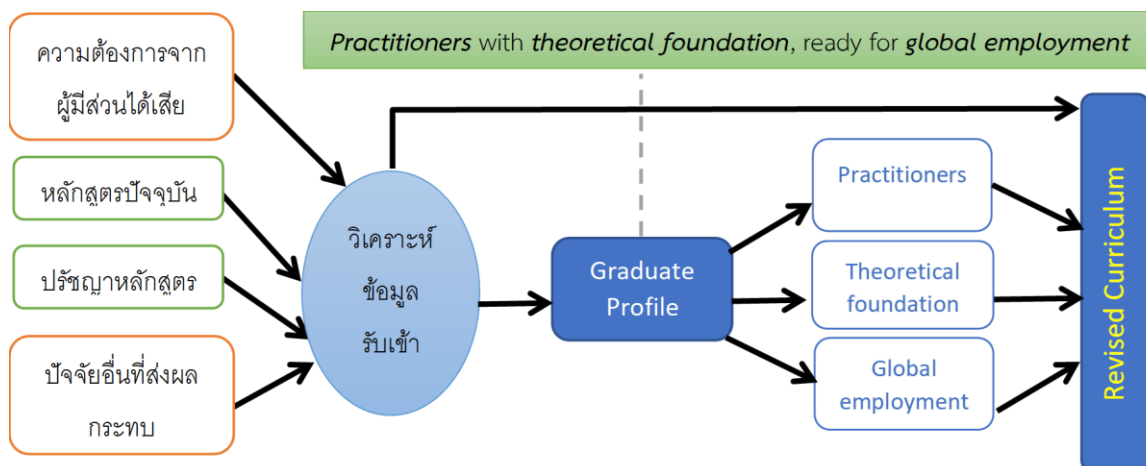 Practitioners with theoretical foundation, ready for global employment
ความต้องการจาก
ผู้มีส่วนได้เสีย
หลักสูตรปัจจุบัน
ปรัชญาหลักสูตร
ปัจจัยอื่นที่ส่งผล
กระทบ
วิเคราะห์
ข้อมูล
รับเข้า
Graduate
Profile
Practitioners
Theoretical
foundation
Global
employment
Revised Curriculum